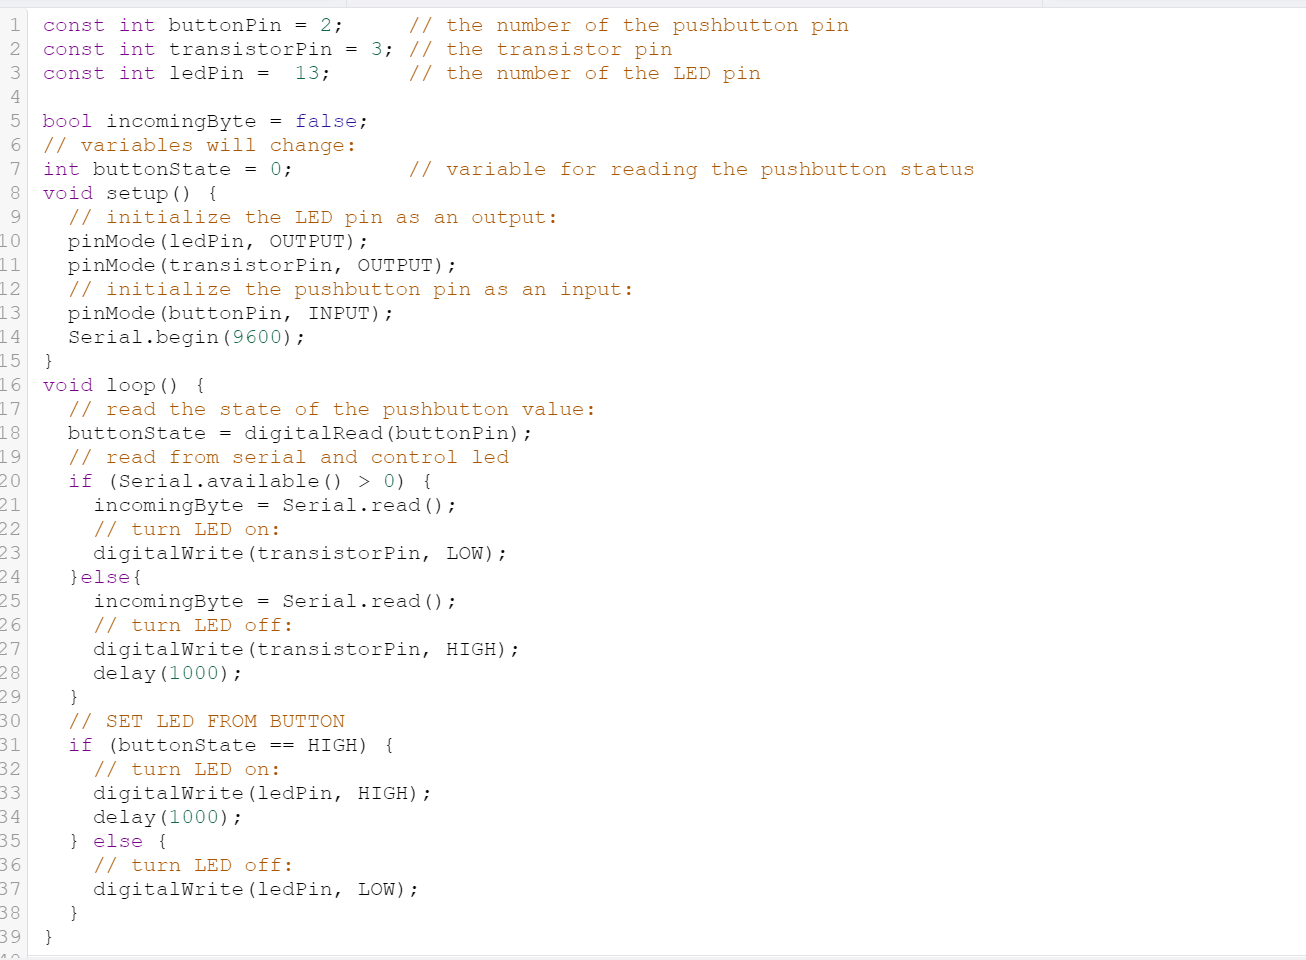 1 const int buttonPin = 2;     // the number of the pushbutton pin
2 const int transistorPin = 3; // the transistor pin
3 const int ledPin =  13;      // the number of the LED pin
4
5 bool incomingByte = false;
6 // variables will change:
7 int buttonState = 0;         // variable for reading the pushbutton status
8 void setup() {
9   // initialize the LED pin as an output:
10   pinMode(ledPin, OUTPUT);
11   pinMode(transistorPin, OUTPUT);
12   // initialize the pushbutton pin as an input:
13   pinMode(buttonPin, INPUT);
14   Serial.begin(9600);
15 }
16 void loop() {
17   // read the state of the pushbutton value:
18   buttonState = digitalRead(buttonPin);
19   // read from serial and control led
20   if (Serial.available() > 0) {
21     incomingByte = Serial.read();
22     // turn LED on:
23     digitalWrite(transistorPin, LOW);
24   }else{
25     incomingByte = Serial.read();
26     // turn LED off:
27     digitalWrite(transistorPin, HIGH);
28     delay(1000);
29   }
30   // SET LED FROM BUTTON
31   if (buttonState == HIGH) {
32     // turn LED on:
33     digitalWrite(ledPin, HIGH);
34     delay(1000);
35   } else {
36     // turn LED off:
37     digitalWrite(ledPin, LOW);
38   }
39 }